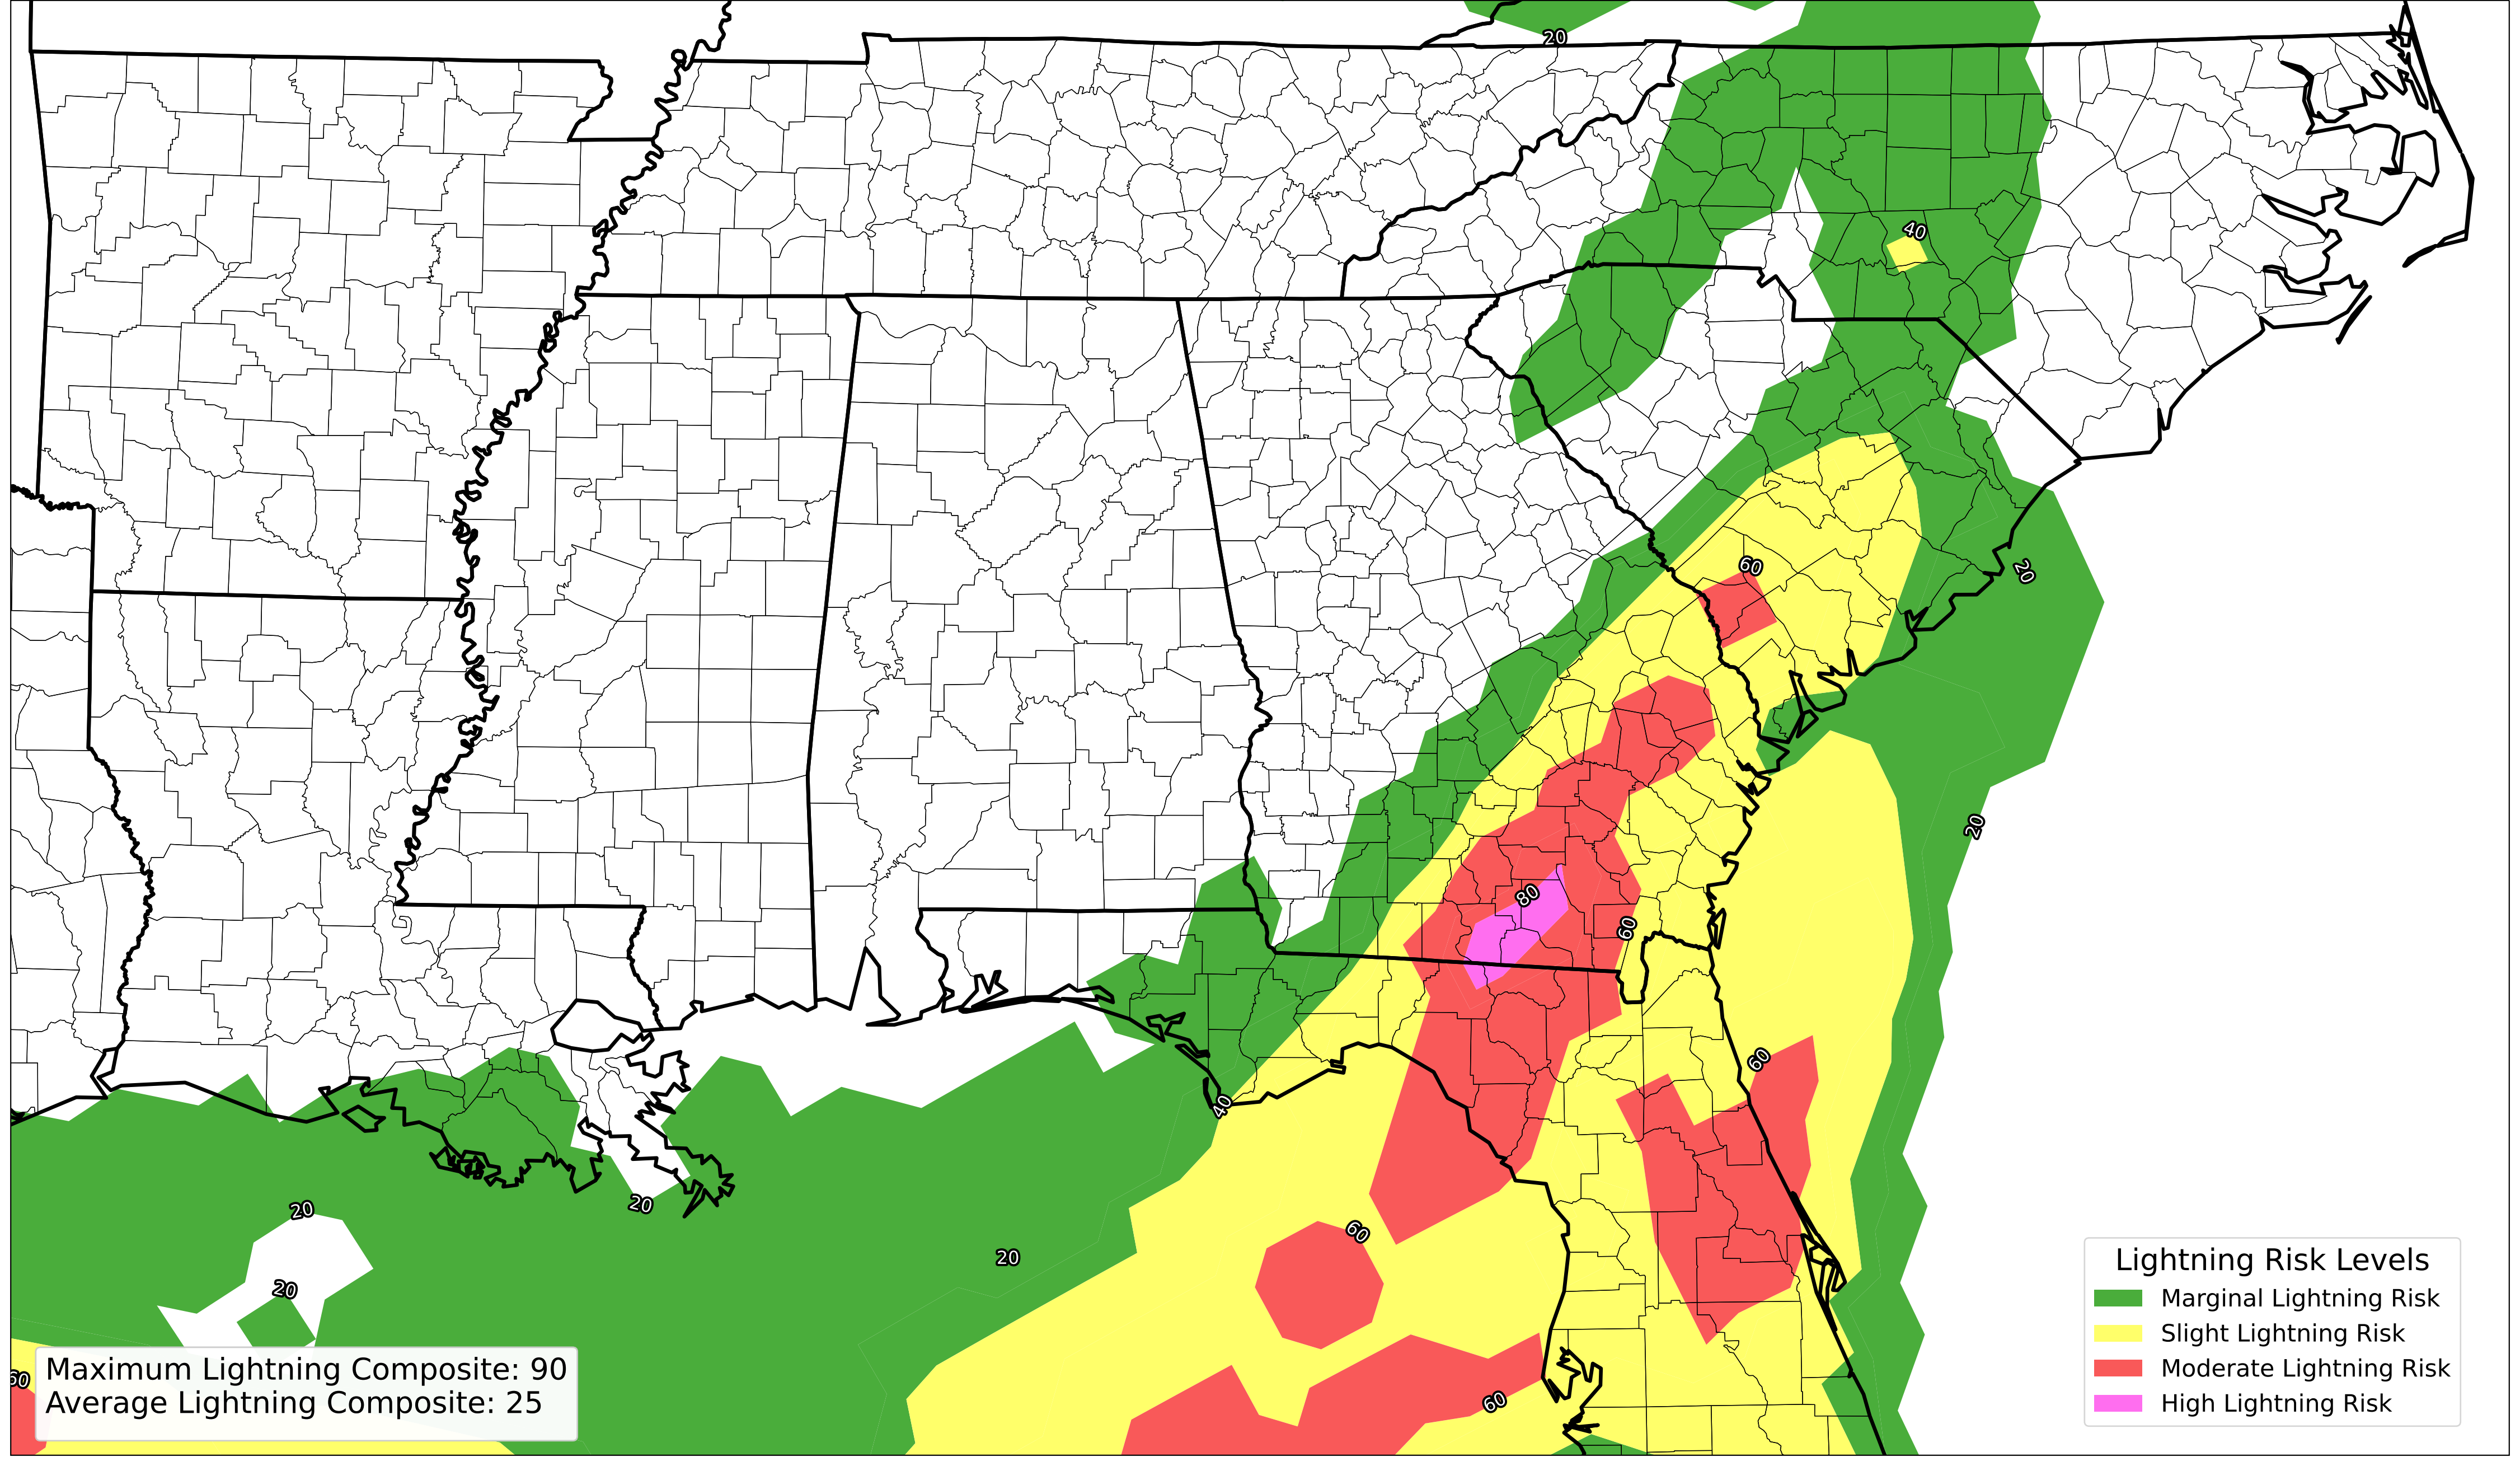 20
40
60
20
20
80
60
60
40
20
20
60
20
20
60
60
Maximum Lightning Composite: 90
Average Lightning Composite: 25
Lightning Risk Levels
Marginal Lightning Risk
Slight Lightning Risk
Moderate Lightning Risk
High Lightning Risk